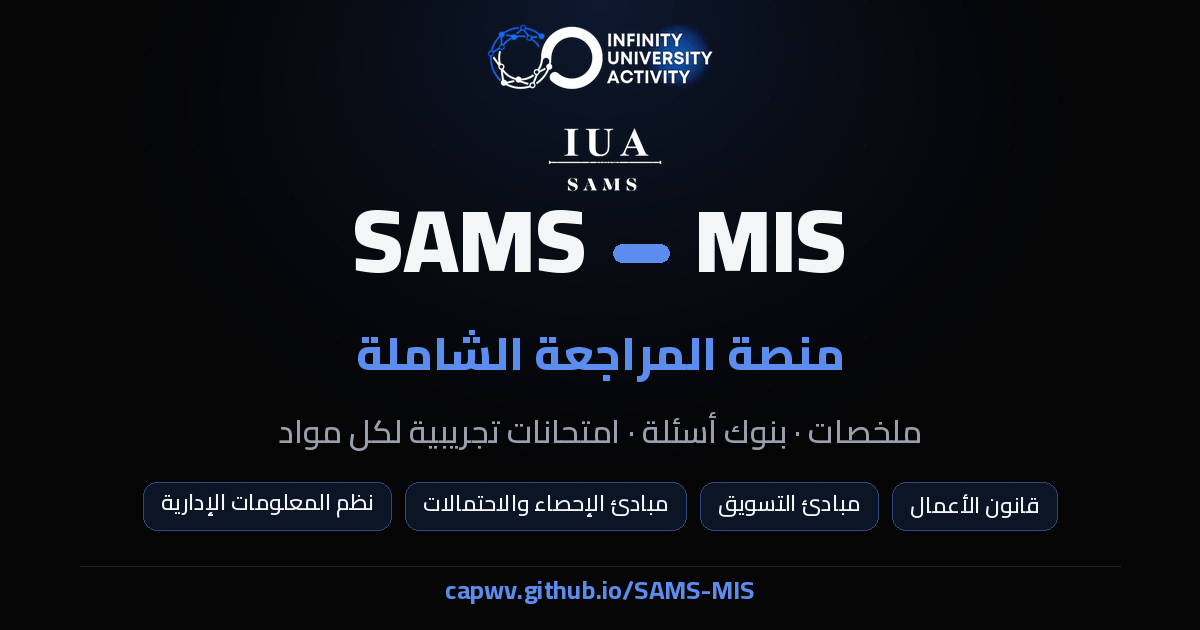 INFINITY
UNIVERSITY
ACTIVITY
IUA
SAMS
SAMS - MIS
منصة المراجعة الشاملة
ملخصات · بنوك أسئلة · امتحانات تجريبية لكل مواد
قانون الأعمال
مبادئ التسويق
مبادئ الإحصاء والاحتمالات
نظم المعلومات الإدارية
capwv.github.io/SAMS-MIS